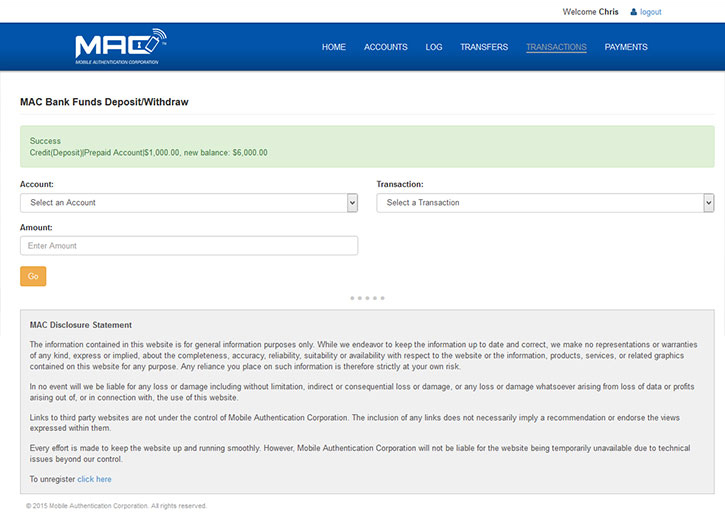 Welcome Chris logout
MAC TM
MOBILE AUTHENTICATION CORPORATION
HOME ACCOUNTS LOG TRANSFERS TRANSACTIONS PAYMENTS
MAC Bank Funds Deposit/Withdraw
Success
Credit(Deposit)|Prepaid Account|$1,000.00, new balance: $6,000.00
Account: Transaction:
Select an Account Select a Transaction
Amount:
Enter Amount
Go
MAC Disclosure Statement
The information contained in this website is for general information purposes only. While we endeavor to keep the information up to date and correct, we make no representations or warranties
of any kind, express or implied, about the completeness, accuracy, reliability, suitability or availability with respect to the website or the information, products, services, or related graphics
contained on this website for any purpose. Any reliance you place on such information is therefore strictly at your own risk.
In no event will we be liable for any loss or damage including without limitation, indirect or consequential loss or damage, or any loss or damage whatsoever arising from loss of data or profits
arising out of, or in connection with, the use of this website.
Links to third party websites are not under the control of Mobile Authentication Corporation. The inclusion of any links does not necessarily imply a recommendation or endorse the views
expressed within them.
Every effort is made to keep the website up and running smoothly. However, Mobile Authentication Corporation will not be liable for the website being temporarily unavailable due to technical
issues beyond our control.
To unregister click here
© 2015 Mobile Authentication Corporation. All rights reserved.